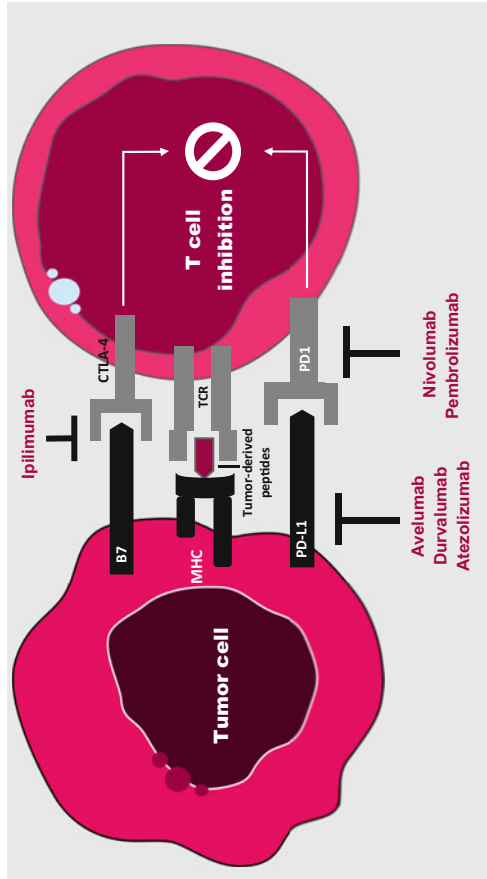 Ipilimumab
CTLA-4
B7
T cell
inhibition
TCR
MHC
Tumor-derived
peptides
Tumor cell
PD-L1
PD1
Avelumab
Durvalumab
Atezolizumab
Nivolumab
Pembrolizumab